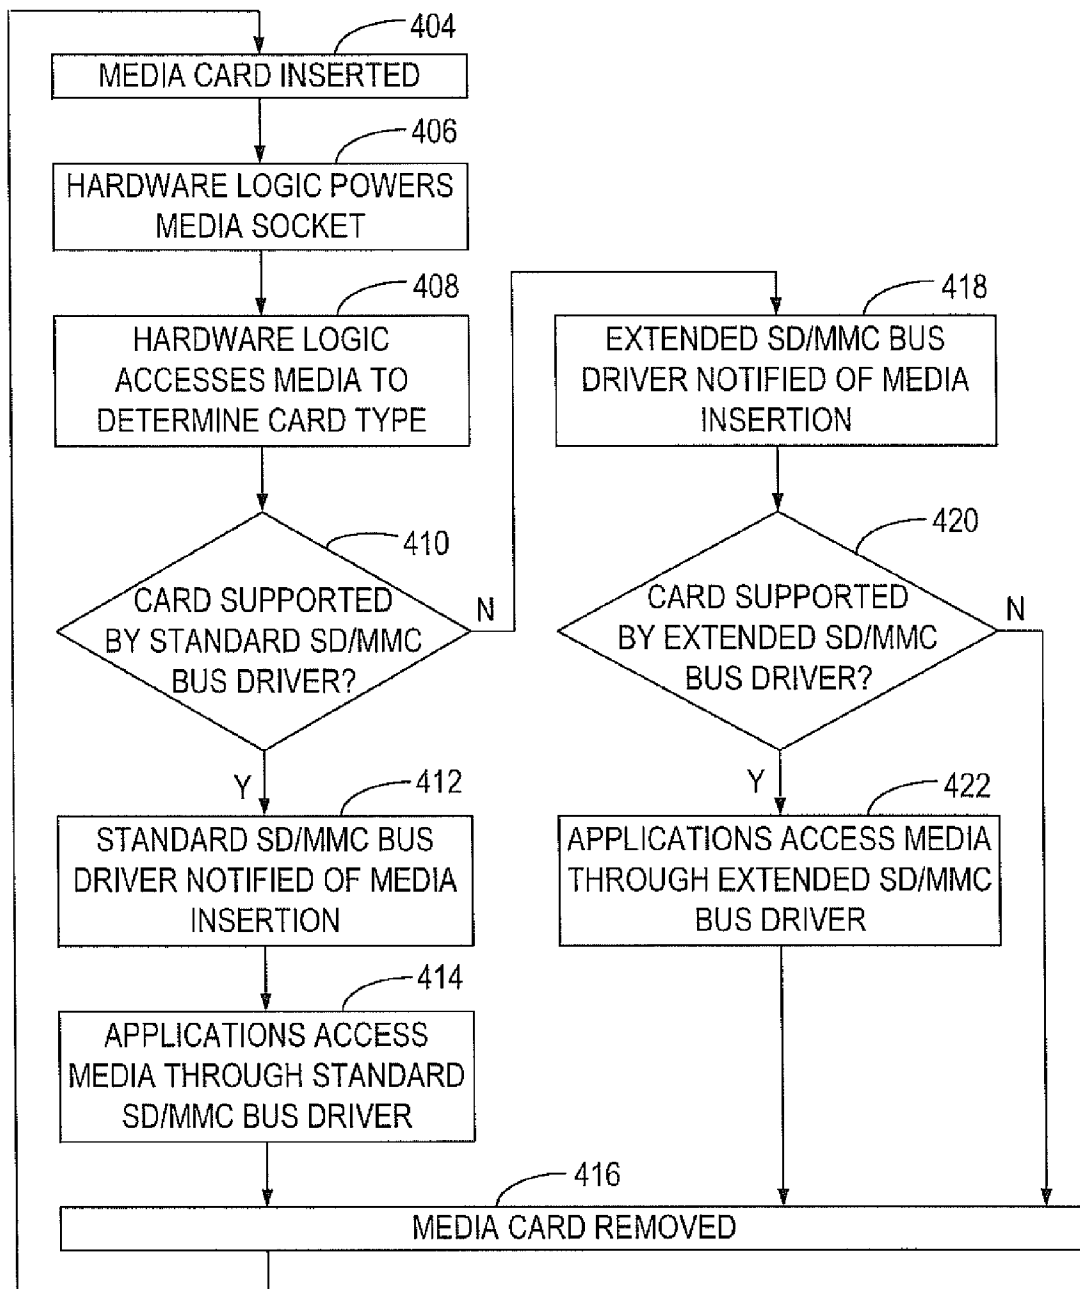 404
MEDIA CARD INSERTED
406
HARDWARE LOGIC POWERS
MEDIA SOCKET
408
HARDWARE LOGIC
ACCESSES MEDIA TO
DETERMINE CARD TYPE
410
CARD SUPPORTED
BY STANDARD SD/MMC
BUS DRIVER?
N
Y
412
STANDARD SD/MMC BUS
DRIVER NOTIFIED OF MEDIA
INSERTION
414
APPLICATIONS ACCESS
MEDIA THROUGH STANDARD
SD/MMC BUS DRIVER
418
EXTENDED SD/MMC BUS
DRIVER NOTIFIED OF MEDIA
INSERTION
420
CARD SUPPORTED
BY EXTENDED SD/MMC
BUS DRIVER?
N
Y
422
APPLICATIONS ACCESS MEDIA
THROUGH EXTENDED SD/MMC
BUS DRIVER
416
MEDIA CARD REMOVED